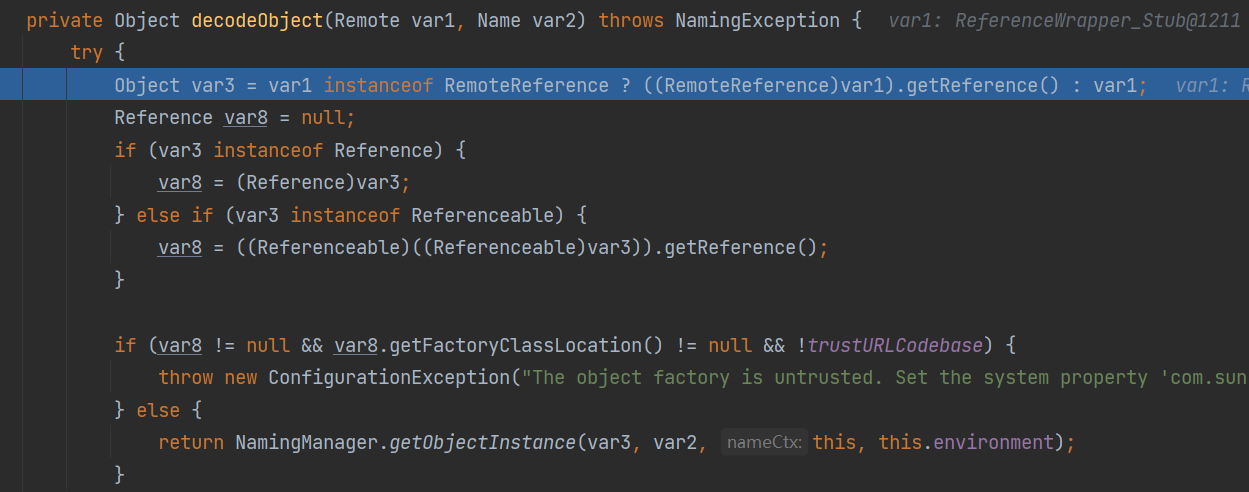 private Object decodeObject(Remote var1, Name var2) throws NamingException {   var1: ReferenceWrapper_Stub@1211
    try {
        Object var3 = var1 instanceof RemoteReference ? ((RemoteReference)var1).getReference() : var1;   var1: R
        Reference var8 = null;
        if (var3 instanceof Reference) {
            var8 = (Reference)var3;
        } else if (var3 instanceof Referenceable) {
            var8 = ((Referenceable)((Referenceable)var3)).getReference();
        }
        if (var8 != null && var8.getFactoryClassLocation() != null && !trustURLCodebase) {
            throw new ConfigurationException("The object factory is untrusted. Set the system property 'com.sun
        } else {
            return NamingManager.getObjectInstance(var3, var2, nameCtx: this, this.environment);
        }